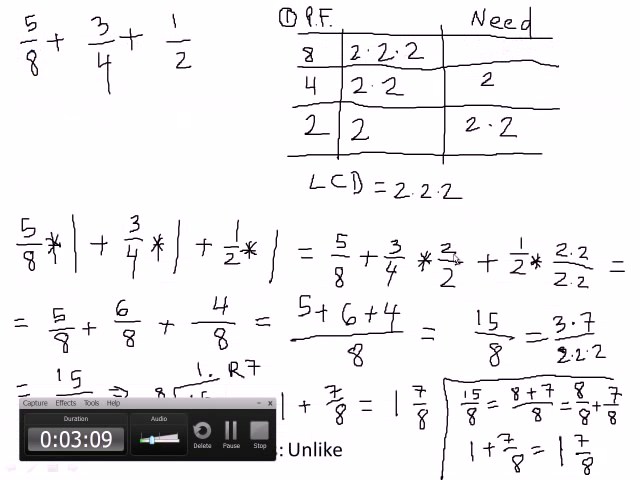 5/8 + 3/4 + 1/2
① P.F. Need
8 2·2·2
4 2·2 2
2 2 2·2
LCD = 2·2·2
5/8 * 1 + 3/4 * 1 + 1/2 * 1 = 5/8 + 3/4 * 2/2 + 1/2 * 2·2/2·2 =
= 5/8 + 6/8 + 4/8 = 5+6+4/8 = 15/8 = 3·7/2·2·2
= 15 ⇒ 1. R7
1 + 7/8 = 1 7/8
15/8 = 8+7/8 = 8/8 + 7/8
1 + 7/8 = 1 7/8
Capture Effects Tools Help
Duration
0:03:09
Audio
Delete Pause Stop
: Unlike